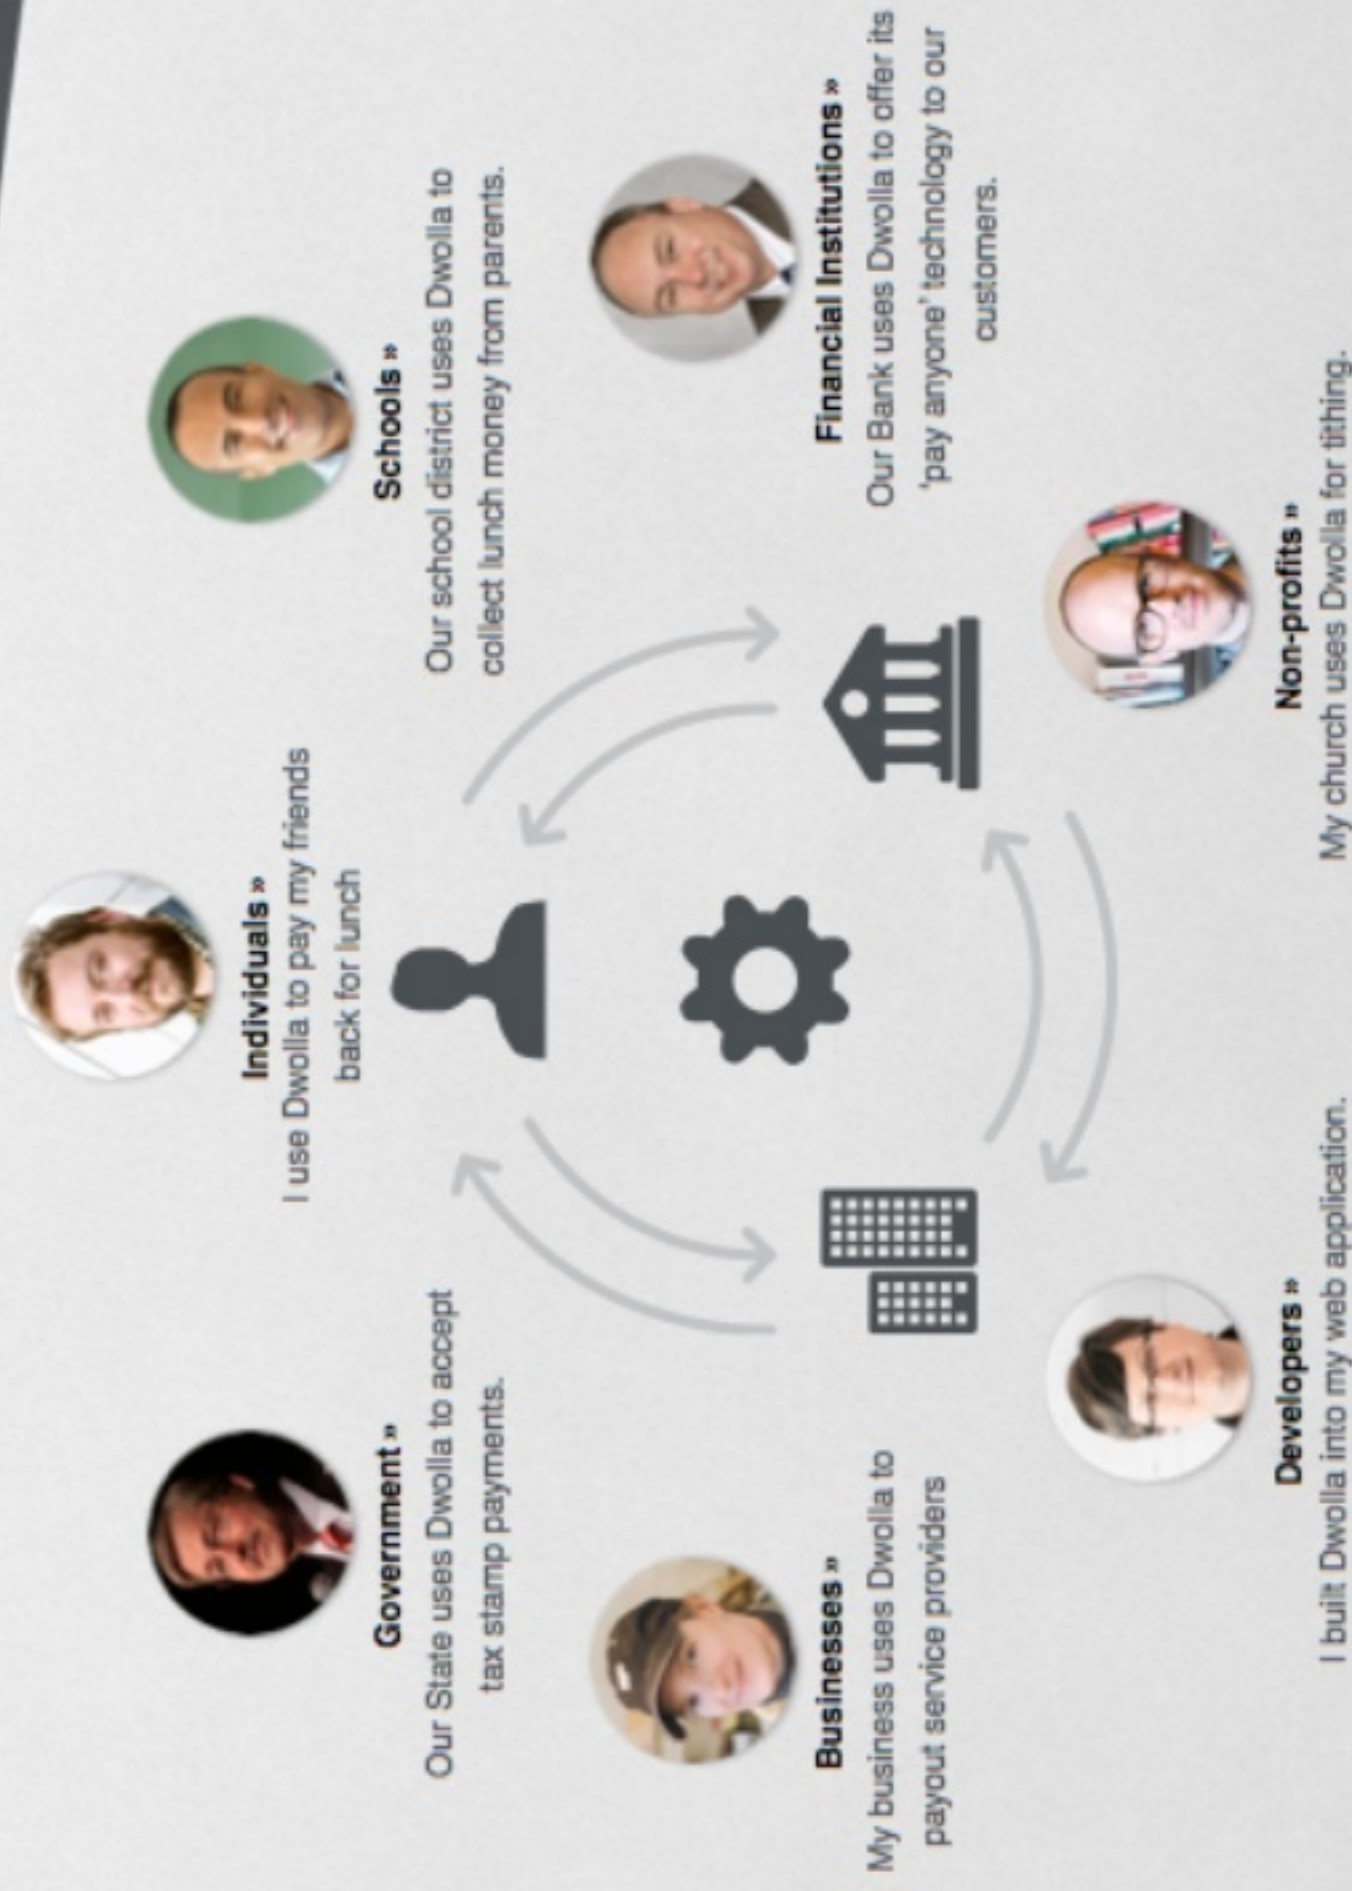 Individuals »
I use Dwolla to pay my friends
back for lunch
Government »
Our State uses Dwolla to accept
tax stamp payments.
Schools »
Our school district uses Dwolla to
collect lunch money from parents.
Businesses »
My business uses Dwolla to
payout service providers
Financial Institutions »
Our Bank uses Dwolla to offer its
'pay anyone' technology to our
customers.
Developers »
I built Dwolla into my web application.
Non-profits »
My church uses Dwolla for tithing.